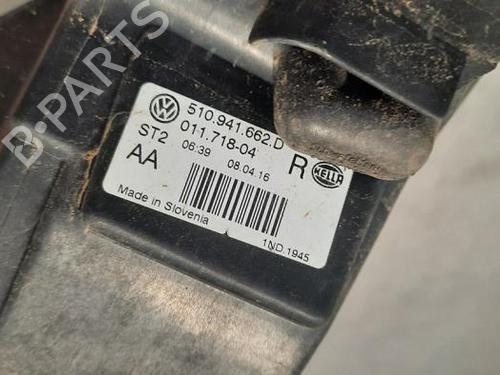 B-PARTS
510.941.662.D
ST2 011.718-04
AA 06:39 08.04.16 R HELLA
Made in Slovenia
1ND.1945